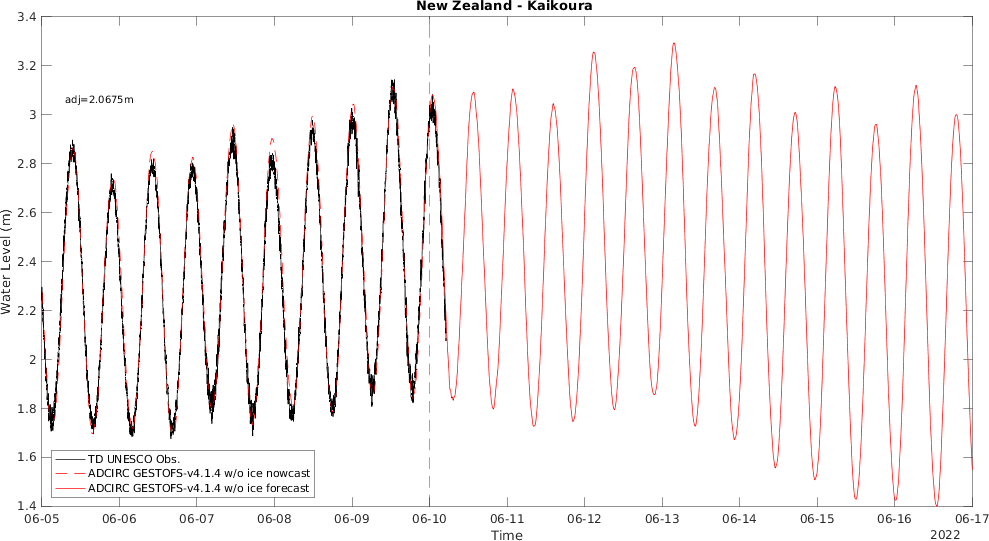 New Zealand - Kaikoura
3.4
3.2
3
2.8
2.6
2.4
2.2
2
1.8
1.6
1.4
Water Level (m)
adj=2.0675m
TD UNESCO Obs.
ADCIRC GESTOFS-v4.1.4 w/o ice nowcast
ADCIRC GESTOFS-v4.1.4 w/o ice forecast
06-05 06-06 06-07 06-08 06-09 06-10 06-11 06-12 06-13 06-14 06-15 06-16 06-17
Time
2022